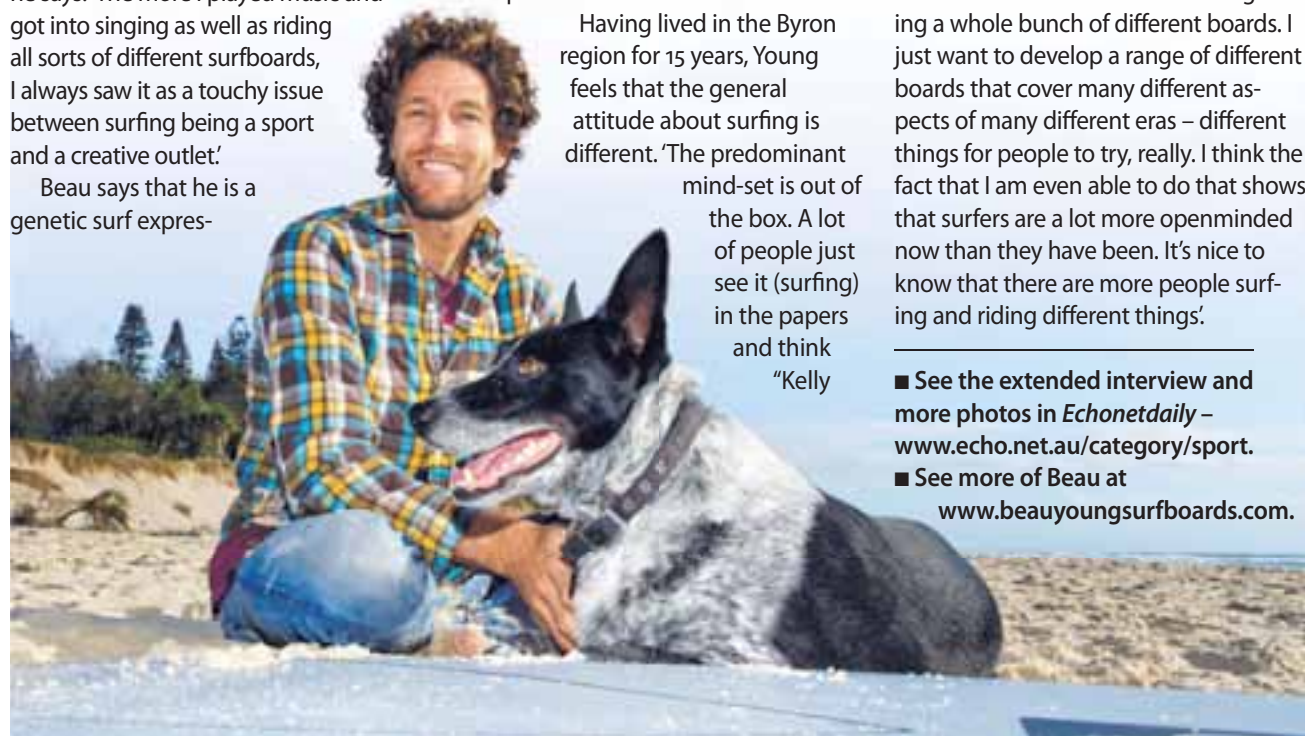 got into singing as well as riding
all sorts of different surfboards,
I always saw it as a touchy issue
between surfing being a sport
and a creative outlet.'
Beau says that he is a
genetic surf expres-
Having lived in the Byron
region for 15 years, Young
feels that the general
attitude about surfing is
different. 'The predominant
mind-set is out of
the box. A lot
of people just
see it (surfing)
in the papers
and think
"Kelly
ing a whole bunch of different boards. I
just want to develop a range of different
boards that cover many different as-
pects of many different eras – different
things for people to try, really. I think the
fact that I am even able to do that shows
that surfers are a lot more openminded
now than they have been. It's nice to
know that there are more people surf-
ing and riding different things'.
■ See the extended interview and
more photos in Echonetdaily –
www.echo.net.au/category/sport.
■ See more of Beau at
www.beauyoungsurfboards.com.